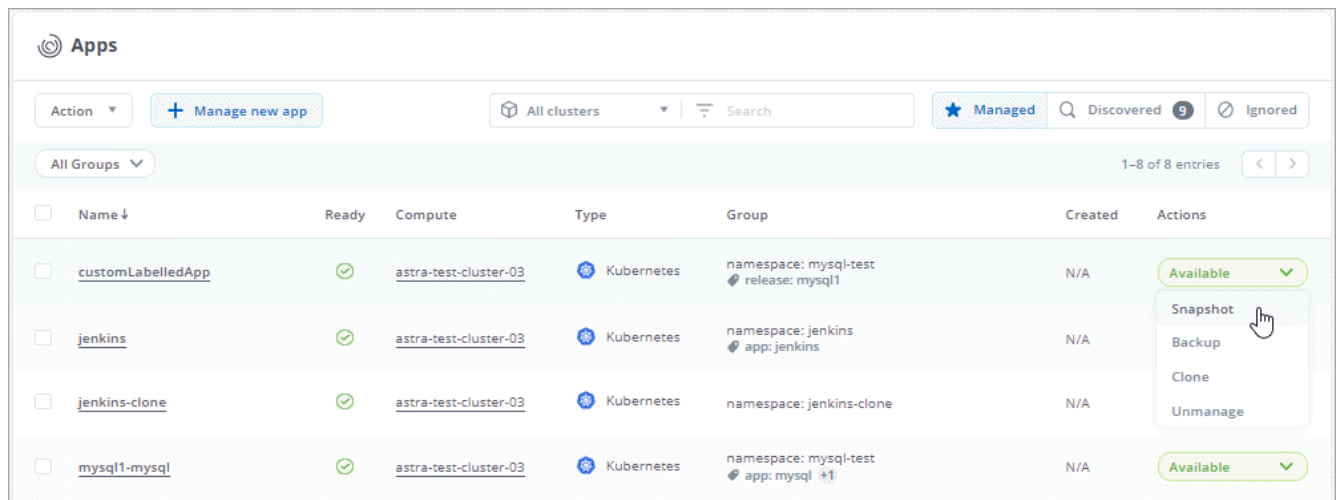 Apps
Action
+ Manage new app
All clusters
Search
Managed
Discovered 9
Ignored
All Groups
1–8 of 8 entries
Name↓ Ready Compute Type Group Created Actions
customLabelledApp astra-test-cluster-03 Kubernetes namespace: mysql-test N/A Available
release: mysql1
Snapshot
jenkins astra-test-cluster-03 Kubernetes namespace: jenkins N/A
app: jenkins
Backup
Clone
jenkins-clone astra-test-cluster-03 Kubernetes namespace: jenkins-clone N/A
Unmanage
mysql1-mysql astra-test-cluster-03 Kubernetes namespace: mysql-test N/A Available
app: mysql +1